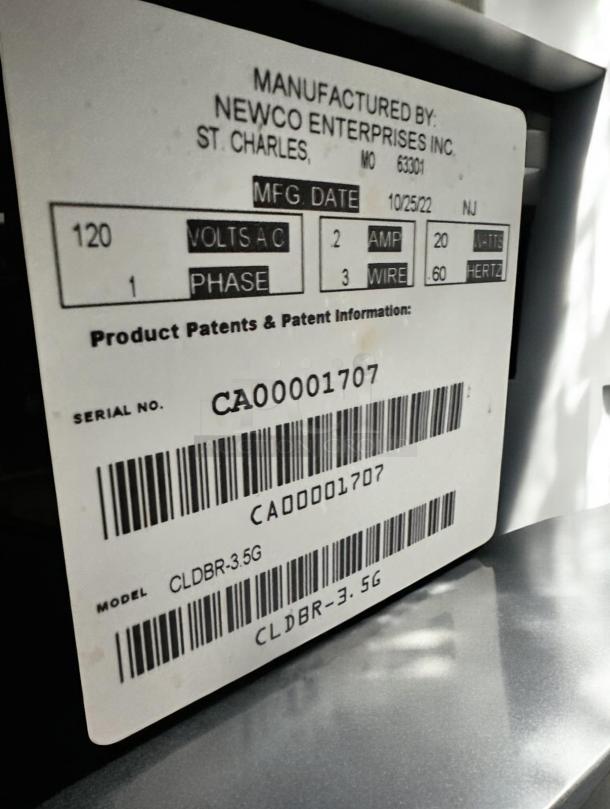 MANUFACTURED BY:
NEWCO ENTERPRISES INC.
ST. CHARLES, MO 63301
MFG. DATE 10/25/22 NJ
120 VOLTS A C .2 AMP 20 WATTS
1 PHASE 3 WIRE 60 HERTZ
Product Patents & Patent Information:
SERIAL NO. CA00001707
CA00001707
MODEL CLDBR-3.5G
CLDBR-3.5G